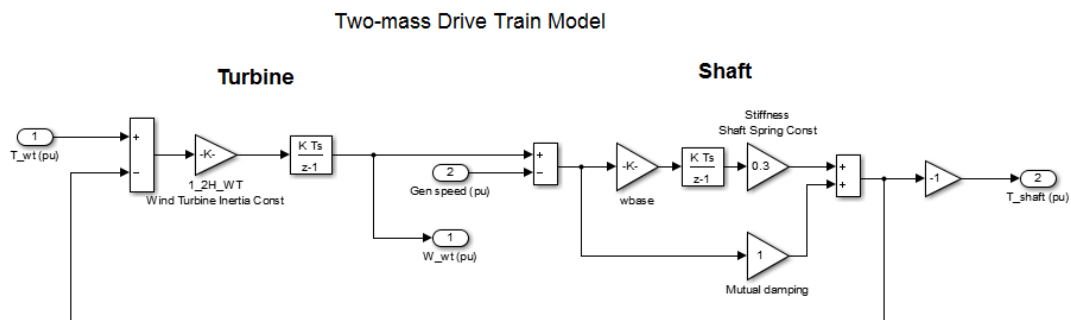 Two-mass Drive Train Model
Turbine
Shaft
Stiffness
Shaft Spring Const
1
T_wt (pu)
+
−
-K-
1_2H_WT
Wind Turbine Inertia Const
K Ts
z-1
2
Gen speed (pu)
1
W_wt (pu)
+
−
-K-
wbase
K Ts
z-1
0.3
1
Mutual damping
+
+
-1
2
T_shaft (pu)